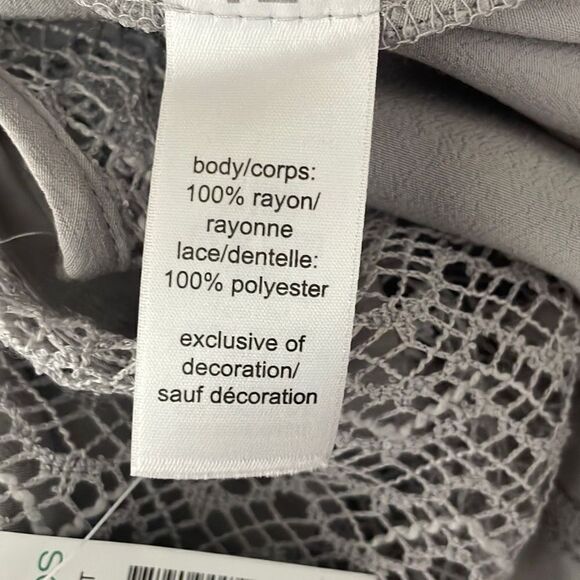 body/corps:
100% rayon/
rayonne
lace/dentelle:
100% polyester
exclusive of
decoration/
sauf décoration